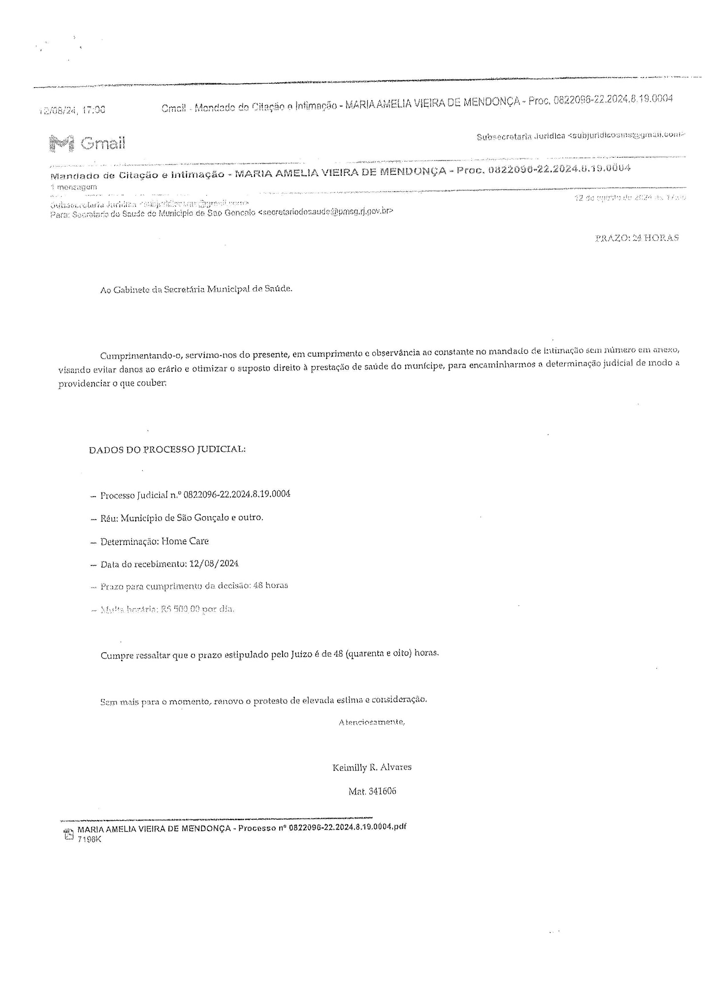 12/08/24, 17:00 Gmail - Mandado de Citação e Intimação - MARIA AMELIA VIEIRA DE MENDONÇA - Proc. 0822096-22.2024.8.19.0004
Gmail
Subsecretaria Juridica
Mandado de Citação e Intimação - MARIA AMELIA VIEIRA DE MENDONÇA - Proc. 0822096-22.2024.8.19.0004
1 mensagem
Subsecretaria Juridica
12 de agosto de 2024 às
Para: Secretario de Saude do Municipio de Sao Goncalo <secretariodesaude@pmsg.rj.gov.br>
PRAZO: 24 HORAS
Ao Gabinete da Secretária Municipal de Saúde.
Cumprimentando-o, servimo-nos do presente, em cumprimento e observância ao constante no mandado de intimação sem número em anexo,
visando evitar danos ao erário e otimizar o suposto direito à prestação de saúde do munícipe, para encaminharmos a determinação judicial de modo a
providenciar o que couber:
DADOS DO PROCESSO JUDICIAL:
– Processo Judicial n.º 0822096-22.2024.8.19.0004
– Réu: Município de São Gonçalo e outro.
– Determinação: Home Care
– Data do recebimento: 12/08/2024
– Prazo para cumprimento da decisão: 48 horas
– Multa horária: R$ 500,00 por dia.
Cumpre ressaltar que o prazo estipulado pelo Juízo é de 48 (quarenta e oito) horas.
Sem mais para o momento, renovo o protesto de elevada estima e consideração.
Atenciosamente,
Keimilly R. Alvares
Mat. 341606
MARIA AMELIA VIEIRA DE MENDONÇA - Processo nº 0822096-22.2024.8.19.0004.pdf
7196K